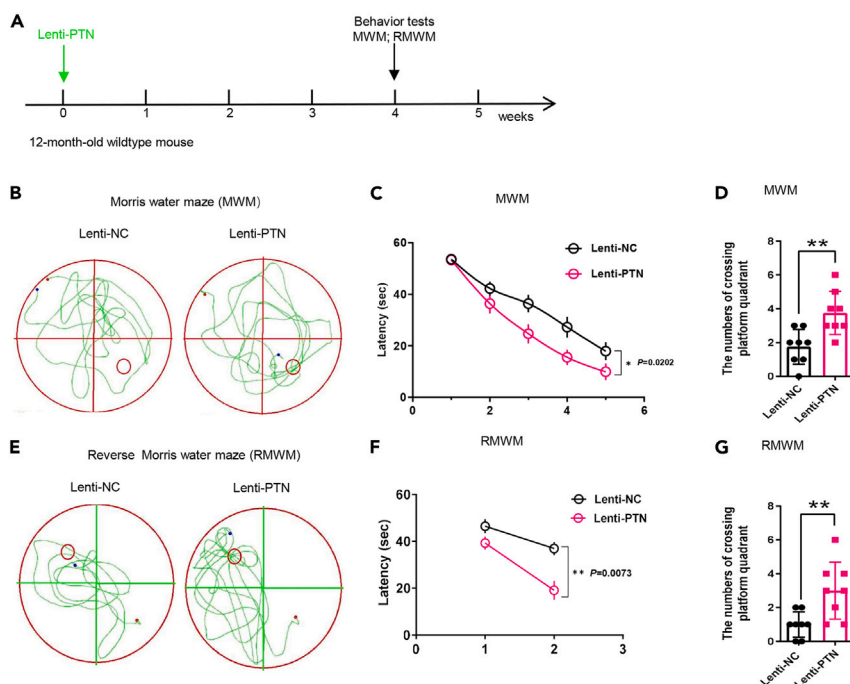 A
Lenti-PTN
Behavior tests
MWM; RMWM
0 1 2 3 4 5 weeks
12-month-old wildtype mouse
B
Morris water maze (MWM)
Lenti-NC Lenti-PTN
C
MWM
Latency (sec)
60
40
20
0
0 2 4 6
Lenti-NC
Lenti-PTN
* P=0.0202
D
MWM
The numbers of crossing
platform quadrant
8
6
4
2
0
**
Lenti-NC
Lenti-PTN
E
Reverse Morris water maze (RMWM)
Lenti-NC Lenti-PTN
F
RMWM
Latency (sec)
60
40
20
0
0 1 2 3
Lenti-NC
Lenti-PTN
** P=0.0073
G
RMWM
The numbers of crossing
platform quadrant
8
6
4
2
0
**
Lenti-NC
Lenti-PTN